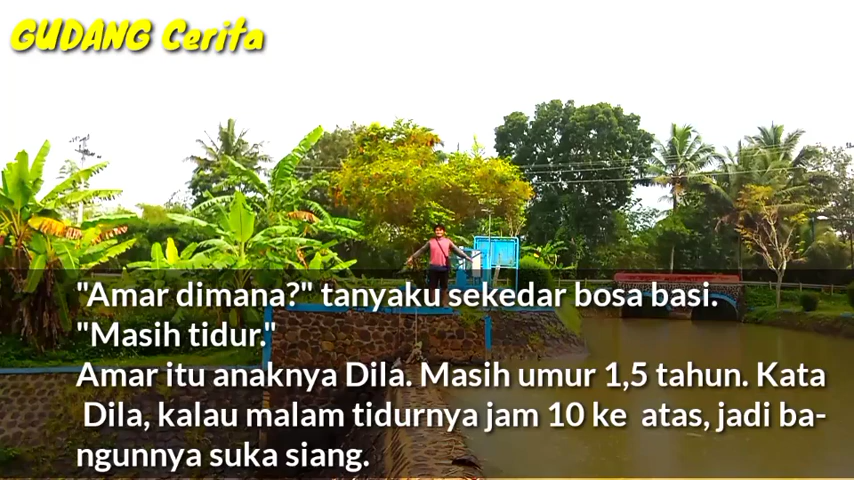 GUDANG Cerita
"Amar dimana?" tanyaku sekedar bosa basi.
"Masih tidur."
Amar itu anaknya Dila. Masih umur 1,5 tahun. Kata
Dila, kalau malam tidurnya jam 10 ke atas, jadi ba-
ngunnya suka siang.